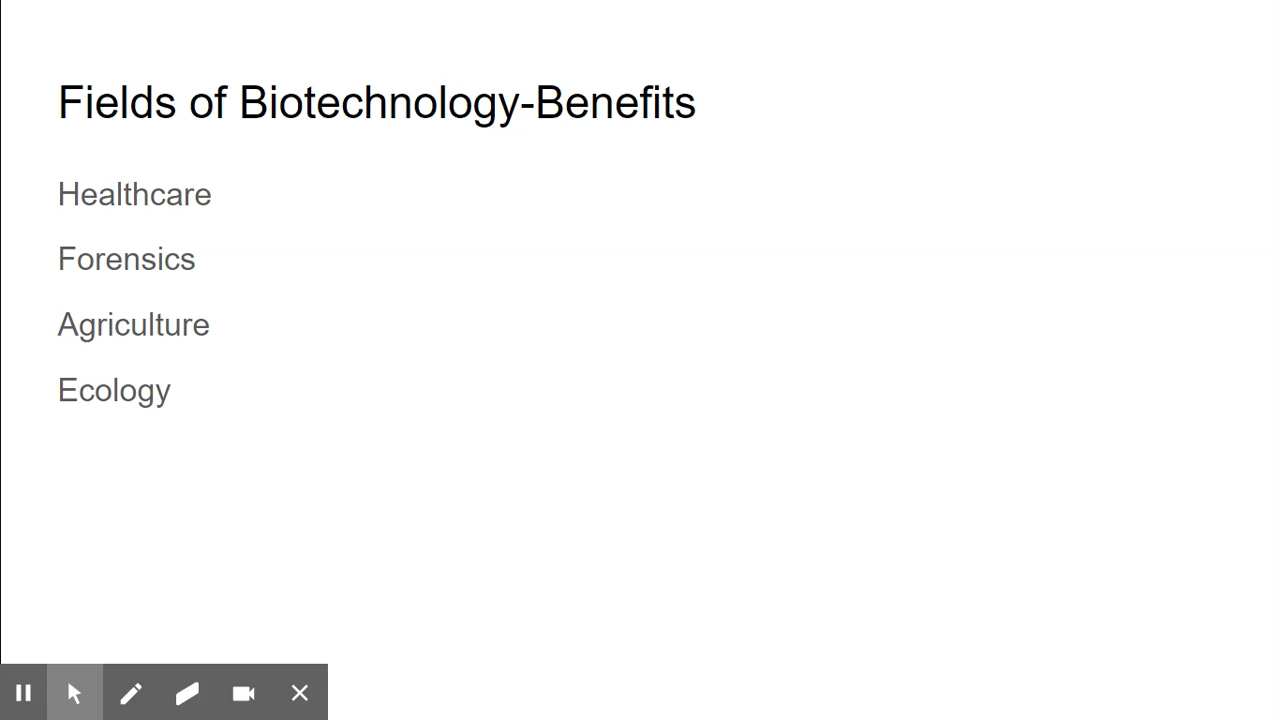 Fields of Biotechnology-Benefits
Healthcare
Forensics
Agriculture
Ecology